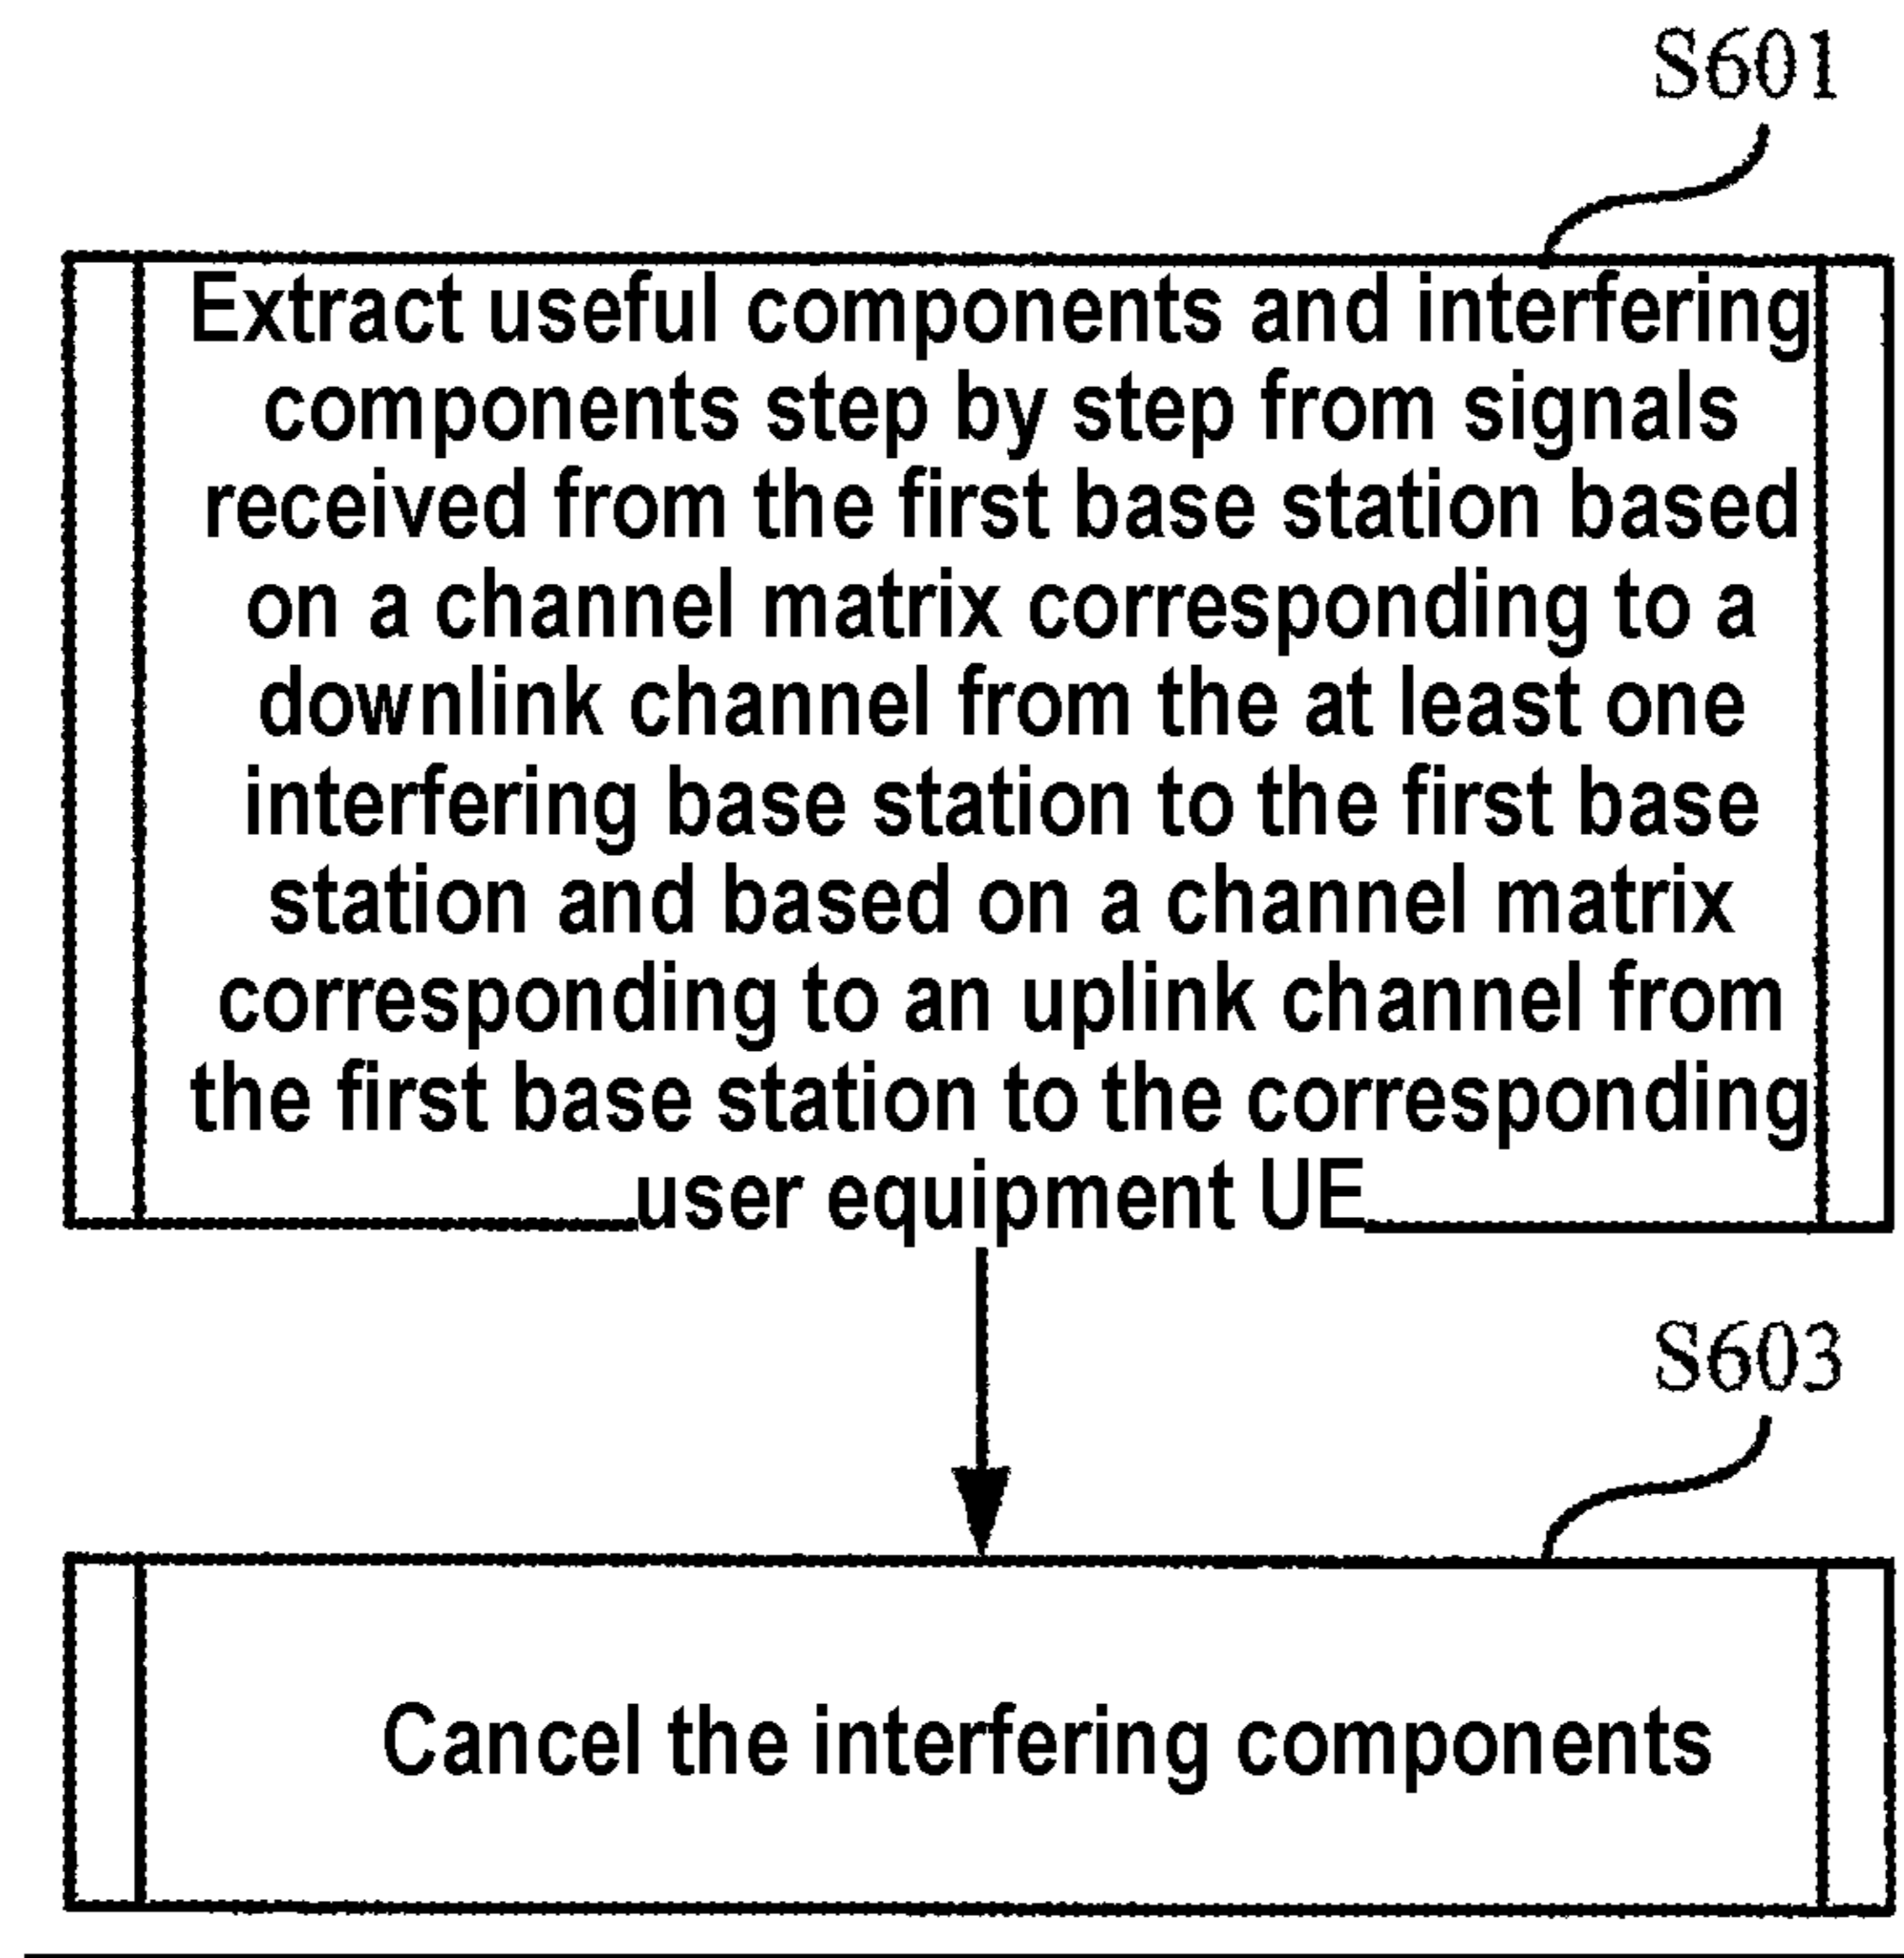 S601
Extract useful components and interfering
components step by step from signals
received from the first base station based
on a channel matrix corresponding to a
downlink channel from the at least one
interfering base station to the first base
station and based on a channel matrix
corresponding to an uplink channel from
the first base station to the corresponding
user equipment UE
S603
Cancel the interfering components